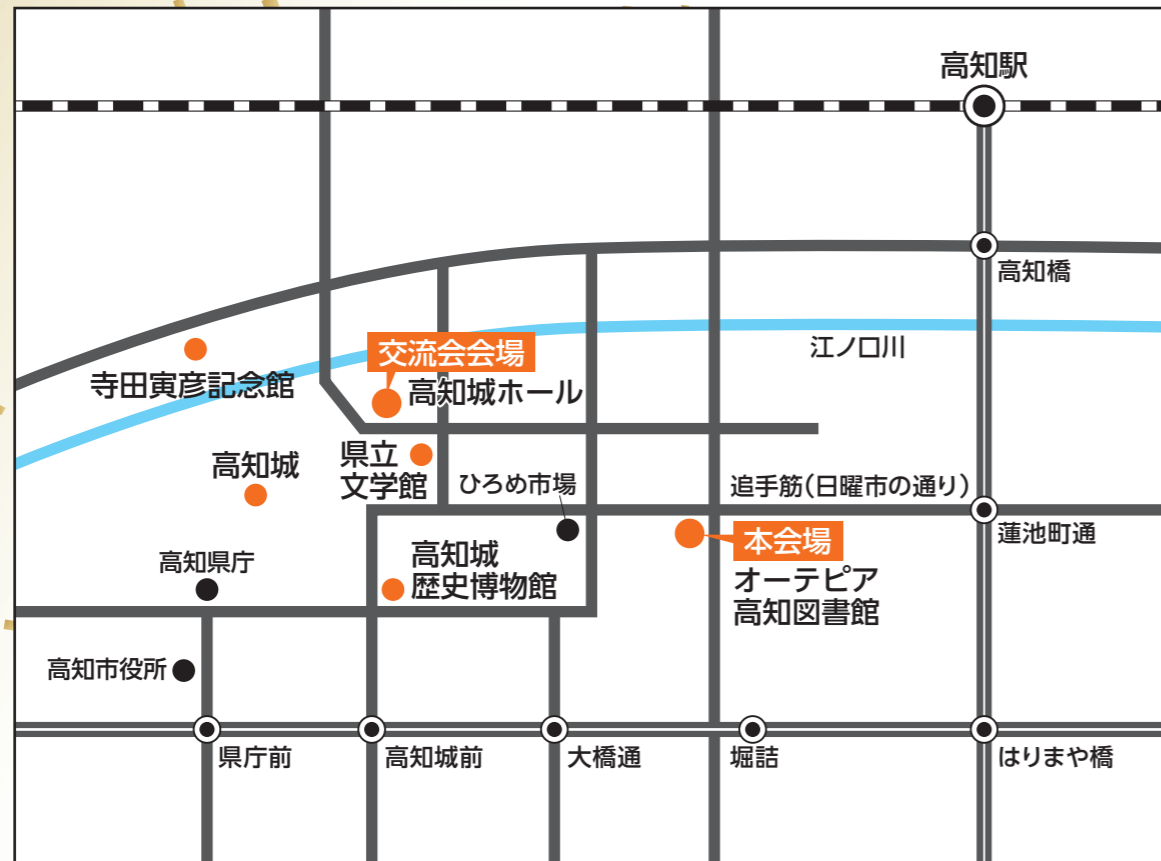 高知駅
高知橋
江ノ口川
交流会会場
高知城ホール
寺田寅彦記念館
県立
文学館
高知城
ひろめ市場
追手筋(日曜市の通り)
蓮池町通
本会場
オーテピア
高知図書館
高知城
歴史博物館
高知県庁
高知市役所
県庁前
高知城前
大橋通
堀詰
はりまや橋